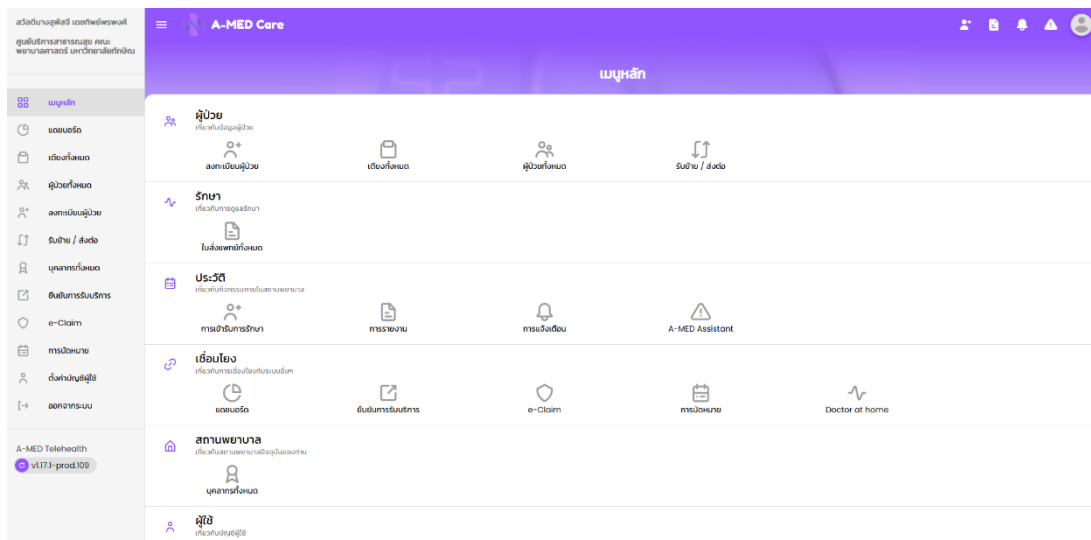 สวัสดีนางสุพัสจี เดชทิพย์พรพงศ์
ศูนย์บริการสาธารณสุข คณะ
พยาบาลศาสตร์ มหาวิทยาลัยทักษิณ
A-MED Care
เมนูหลัก
เมนูหลัก
แดชบอร์ด
เตียงทั้งหมด
ผู้ป่วยทั้งหมด
ลงทะเบียนผู้ป่วย
รับย้าย / ส่งต่อ
บุคลากรทั้งหมด
ยืนยันการรับบริการ
e-Claim
การนัดหมาย
ตั้งค่าบัญชีผู้ใช้
ออกจากระบบ
A-MED Telehealth
v1.17.1-prod.109
ผู้ป่วย
เกี่ยวกับข้อมูลผู้ป่วย
ลงทะเบียนผู้ป่วย เตียงทั้งหมด ผู้ป่วยทั้งหมด รับย้าย / ส่งต่อ
รักษา
เกี่ยวกับการดูแลรักษา
ใบสั่งแพทย์ทั้งหมด
ประวัติ
เกี่ยวกับกิจกรรมภายในสถานพยาบาล
การเข้ารับการรักษา การรายงาน การแจ้งเตือน A-MED Assistant
เชื่อมโยง
เกี่ยวกับการเชื่อมโยงกับระบบอื่นๆ
แดชบอร์ด ยืนยันการรับบริการ e-Claim การนัดหมาย Doctor at home
สถานพยาบาล
เกี่ยวกับสถานพยาบาลปัจจุบันของท่าน
บุคลากรทั้งหมด
ผู้ใช้
เกี่ยวกับบัญชีผู้ใช้